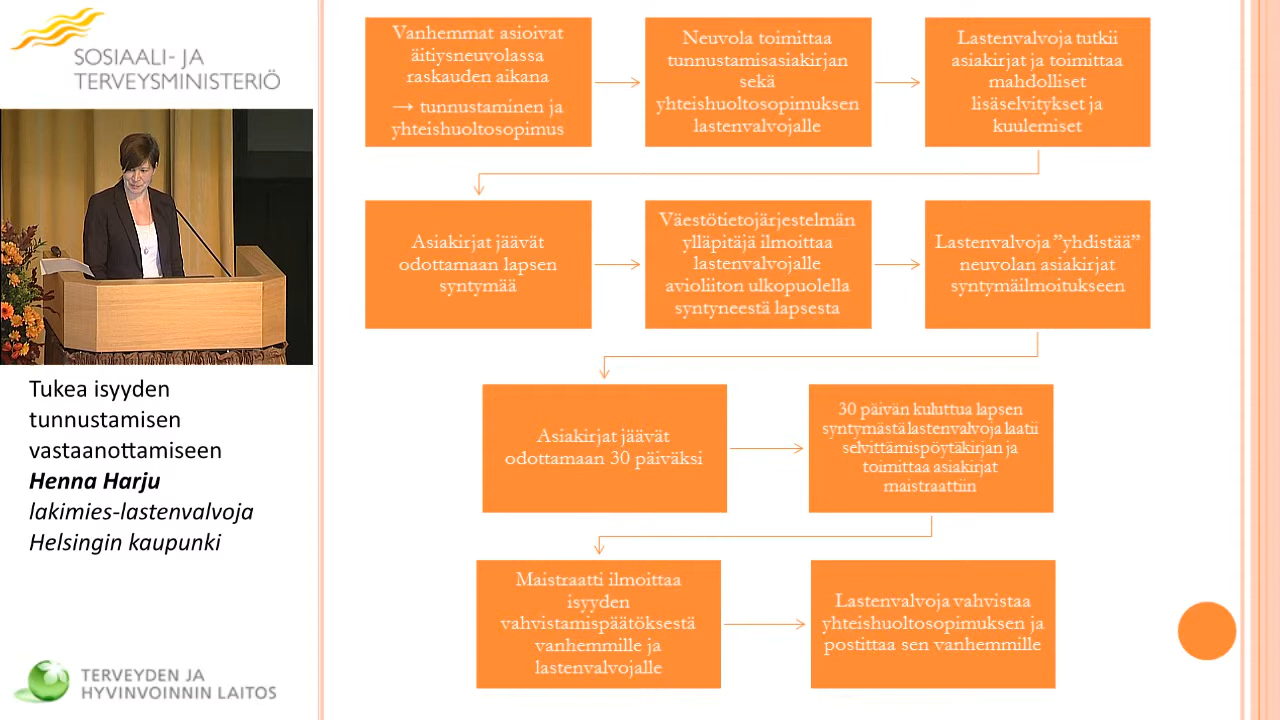 SOSIAALI- JA
TERVEYSMINISTERIÖ
Tukea isyyden
tunnustamisen
vastaanottamiseen
Henna Harju
lakimies-lastenvalvoja
Helsingin kaupunki
TERVEYDEN JA
HYVINVOINNIN LAITOS
Vanhemmat asioivat
äitiysneuvolassa
raskauden aikana
→ tunnustaminen ja
yhteishuoltosopimus
Neuvola toimittaa
tunnustamisasiakirjan
sekä
yhteishuoltosopimuksen
lastenvalvojalle
Lastenvalvoja tutkii
asiakirjat ja toimittaa
mahdolliset
lisäselvitykset ja
kuulemiset
Asiakirjat jäävät
odottamaan lapsen
syntymää
Väestötietojärjestelmän
ylläpitäjä ilmoittaa
lastenvalvojalle
avioliiton ulkopuolella
syntyneestä lapsesta
Lastenvalvoja ”yhdistää”
neuvolan asiakirjat
syntymäilmoitukseen
Asiakirjat jäävät
odottamaan 30 päiväksi
30 päivän kuluttua lapsen
syntymästä lastenvalvoja laatii
selvittämispöytäkirjan ja
toimittaa asiakirjat
maistraattiin
Maistraatti ilmoittaa
isyyden
vahvistamispäätöksestä
vanhemmille ja
lastenvalvojalle
Lastenvalvoja vahvistaa
yhteishuoltosopimuksen ja
postittaa sen vanhemmille